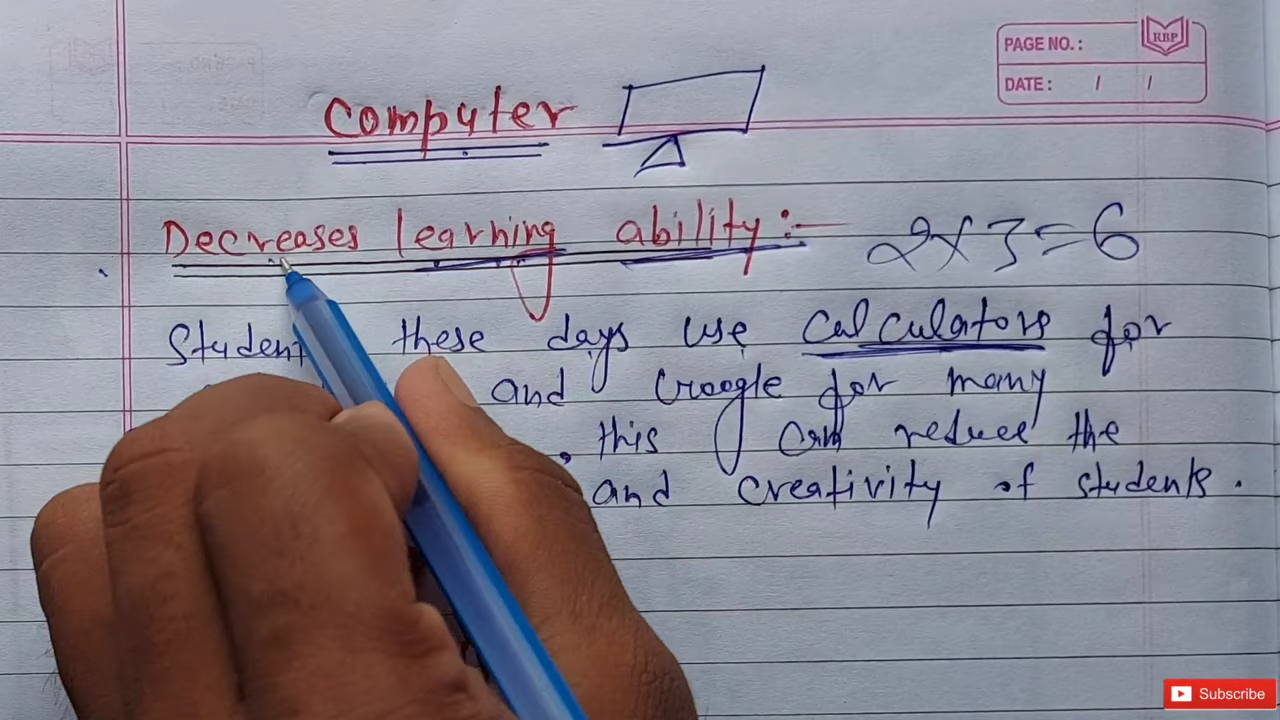 PAGE NO.:
RBP
DATE: / /
Computer
Decreases learning ability :-
2 x 3 = 6
these days use Calculators for
and Google for many
, this can reduce the
and creativity of students.
Subscribe